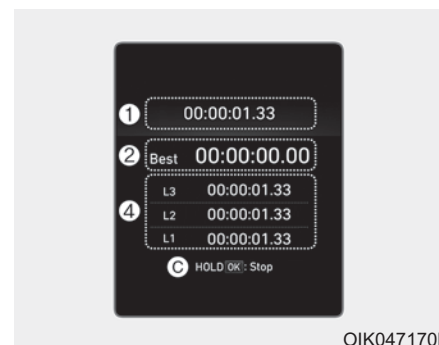 ① 00:00:01.33
② Best 00:00:00.00
L3 00:00:01.33
④ L2 00:00:01.33
L1 00:00:01.33
Ⓒ HOLD OK : Stop